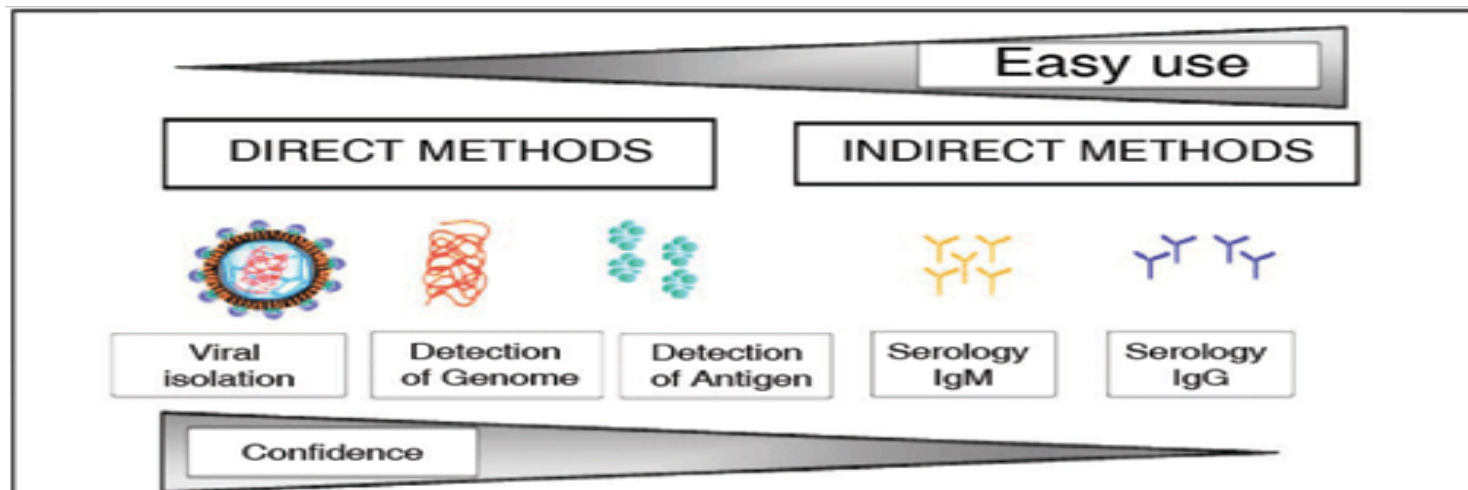 Easy use
DIRECT METHODS
INDIRECT METHODS
Viral
isolation
Detection
of Genome
Detection
of Antigen
Serology
IgM
Serology
IgG
Confidence